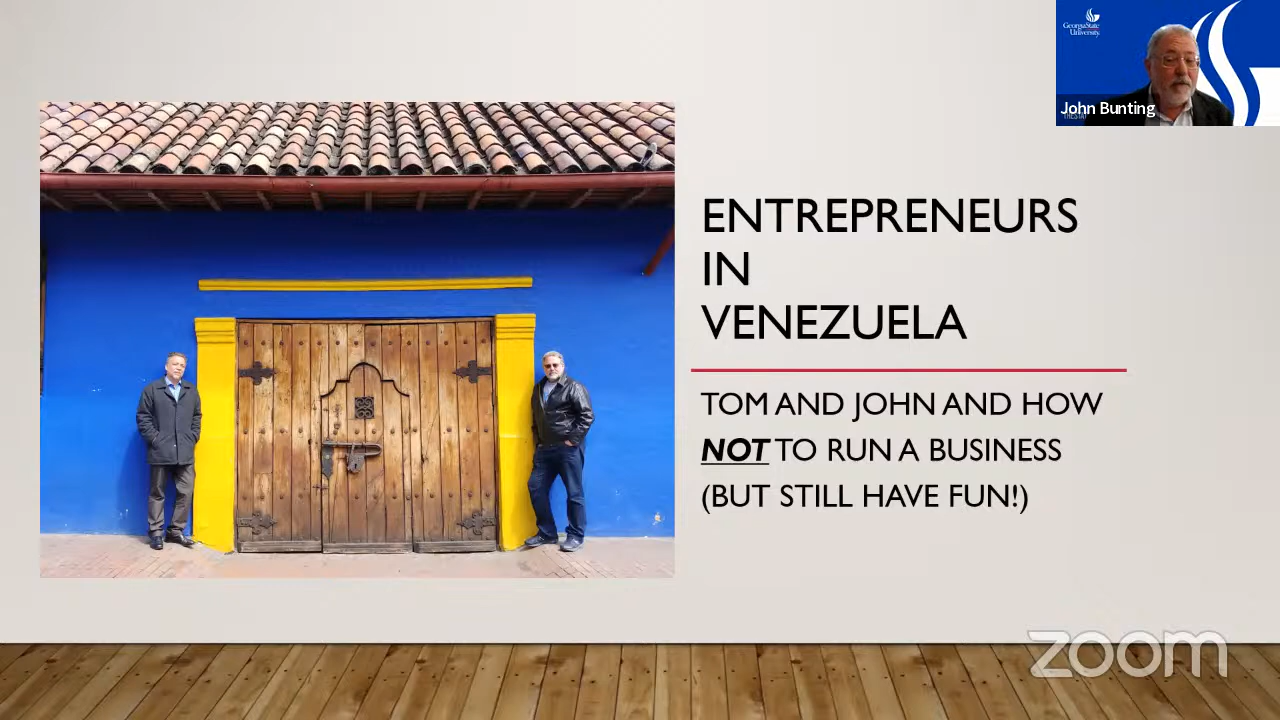 Georgia State
University
John Bunting
ENTREPRENEURS
IN
VENEZUELA
TOM AND JOHN AND HOW
NOT TO RUN A BUSINESS
(BUT STILL HAVE FUN!)
zoom